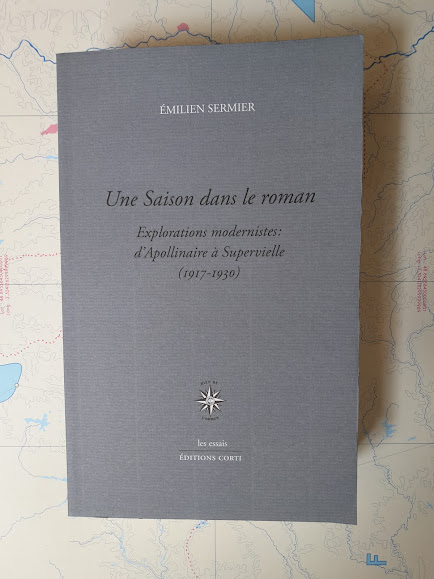 ÉMILIEN SERMIER
Une Saison dans le roman
Explorations modernistes:
d'Apollinaire à Supervielle
(1917-1930)
les essais
ÉDITIONS CORTI